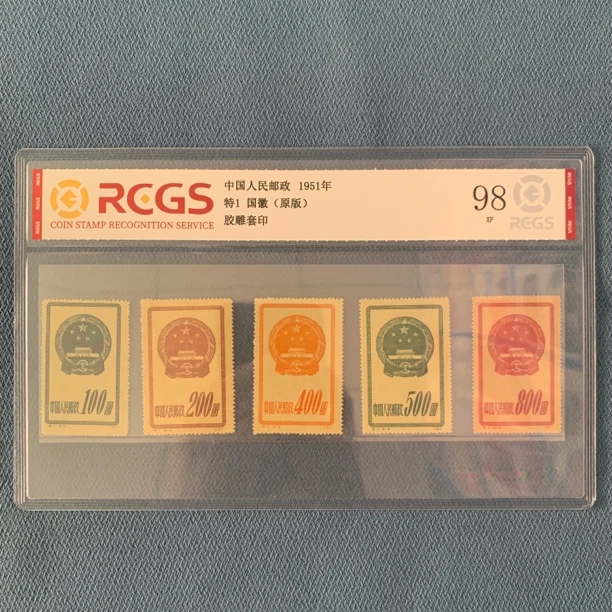 RCGS
COIN STAMP RECOGNITION SERVICE
中国人民邮政 1951年
特1 国徽（原版）
胶雕套印
98
XF
RCGS
中国人民邮政 100圆
中国人民邮政 200圆
中国人民邮政 400圆
中国人民邮政 500圆
中国人民邮政 800圆